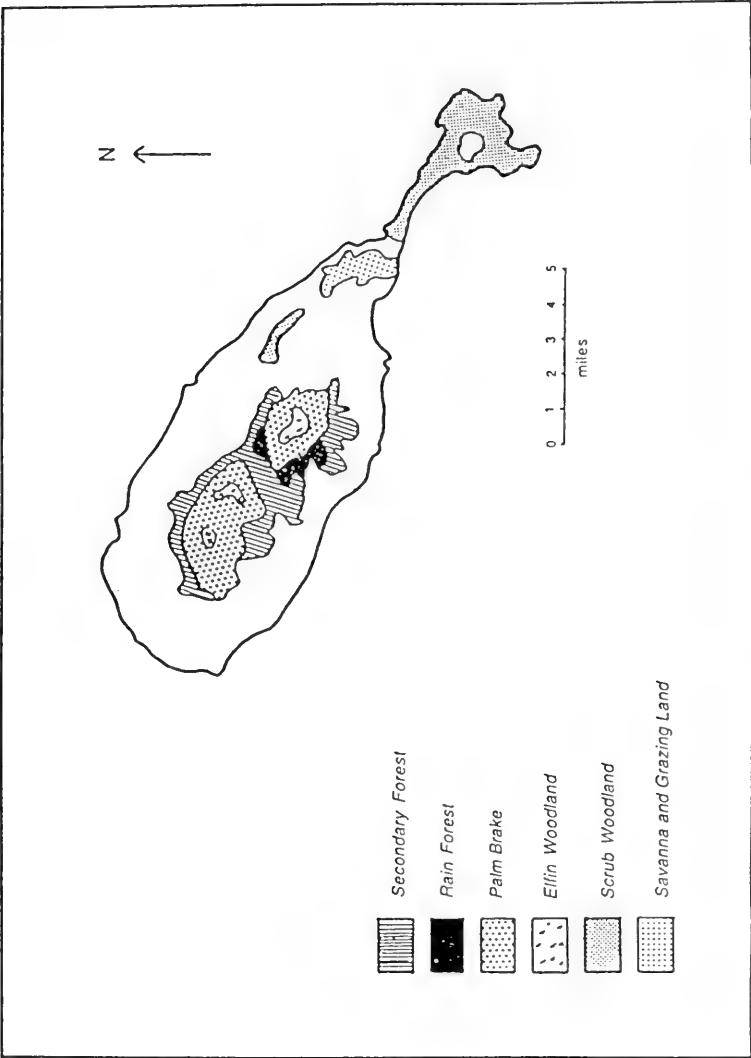 N
0 1 2 3 4 5
miles
Secondary Forest
Rain Forest
Palm Brake
Elfin Woodland
Scrub Woodland
Savanna and Grazing Land